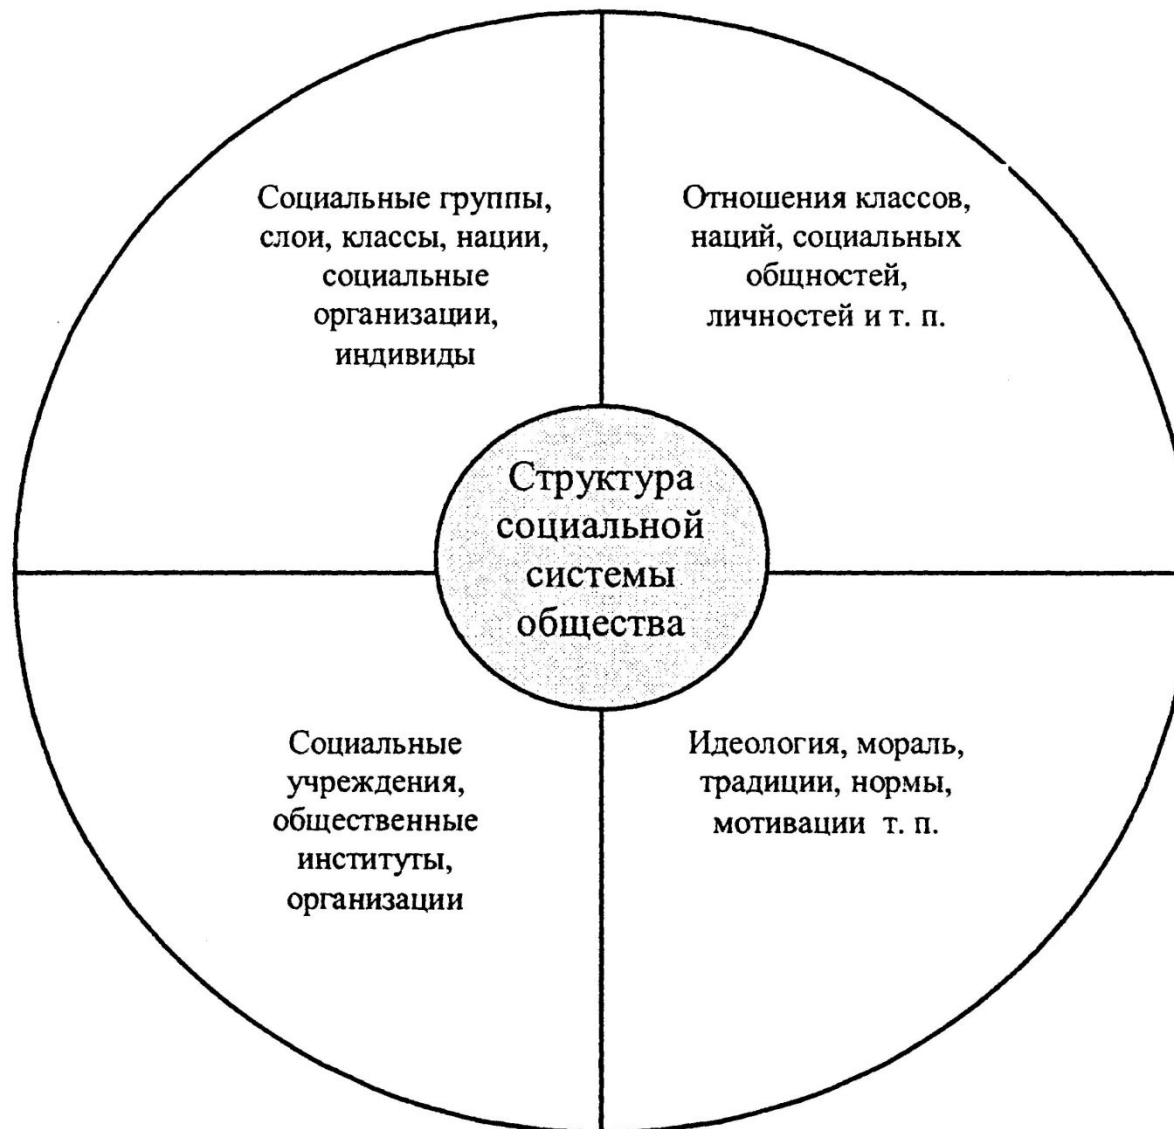 Социальные группы,
слои, классы, нации,
социальные
организации,
индивиды
Отношения классов,
наций, социальных
общностей,
личностей и т. п.
Структура
социальной
системы
общества
Социальные
учреждения,
общественные
институты,
организации
Идеология, мораль,
традиции, нормы,
мотивации т. п.